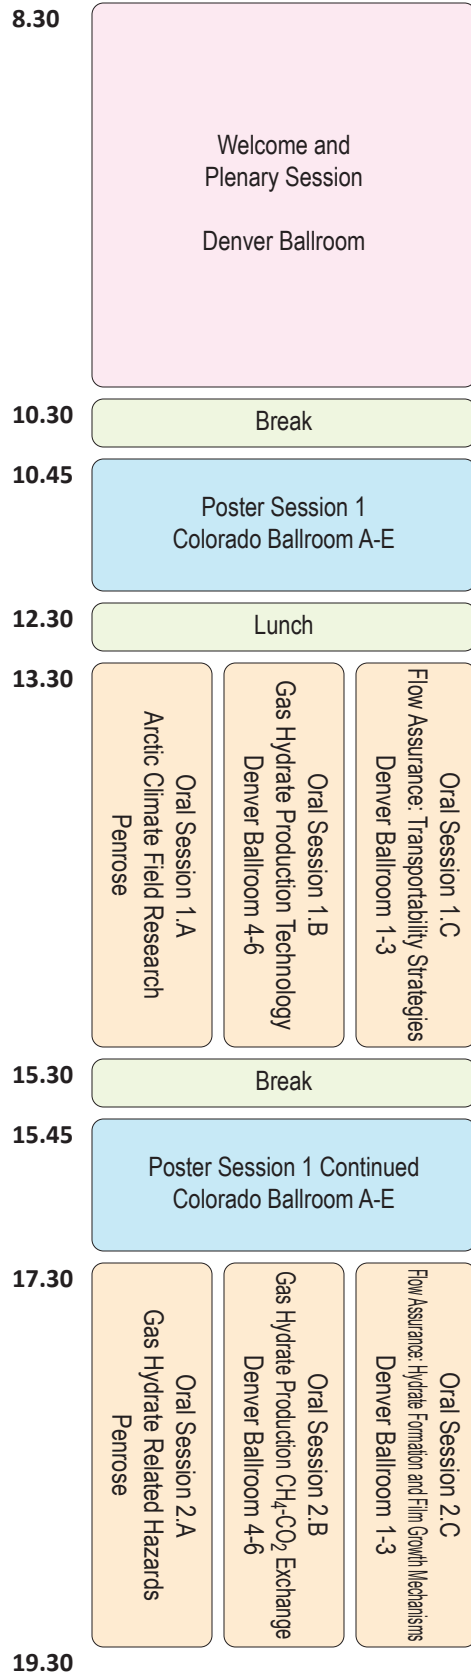 8.30
Welcome and
Plenary Session
Denver Ballroom
10.30
Break
10.45
Poster Session 1
Colorado Ballroom A-E
12.30
Lunch
13.30
Oral Session 1.A
Arctic Climate Field Research
Penrose
Oral Session 1.B
Gas Hydrate Production Technology
Denver Ballroom 4-6
Oral Session 1.C
Flow Assurance: Transportability Strategies
Denver Ballroom 1-3
15.30
Break
15.45
Poster Session 1 Continued
Colorado Ballroom A-E
17.30
Oral Session 2.A
Gas Hydrate Related Hazards
Penrose
Oral Session 2.B
Gas Hydrate Production CH₄-CO₂ Exchange
Denver Ballroom 4-6
Oral Session 2.C
Flow Assurance: Hydrate Formation and Film Growth Mechanisms
Denver Ballroom 1-3
19.30